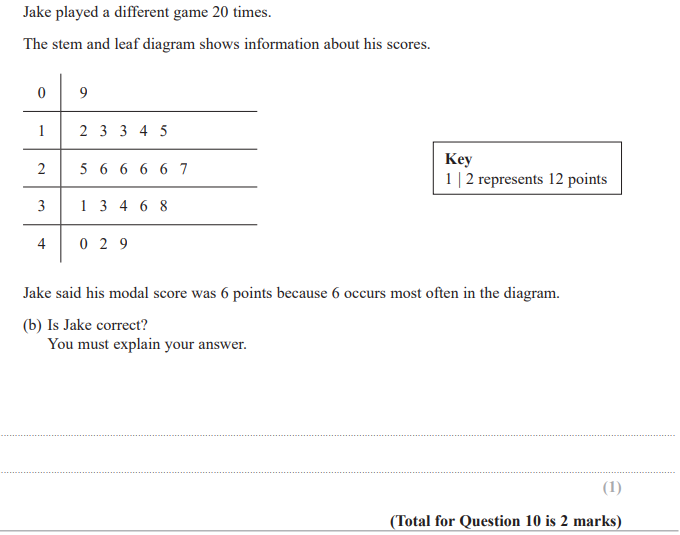 Jake played a different game 20 times.
The stem and leaf diagram shows information about his scores.
0 | 9
1 | 2 3 3 4 5
2 | 5 6 6 6 6 7
3 | 1 3 4 6 8
4 | 0 2 9
Key
1 | 2 represents 12 points
Jake said his modal score was 6 points because 6 occurs most often in the diagram.
(b) Is Jake correct?
You must explain your answer.
(1)
(Total for Question 10 is 2 marks)